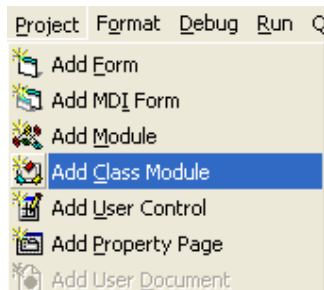 Project Format Debug Run Q
Add Form
Add MDI Form
Add Module
Add Class Module
Add User Control
Add Property Page
Add User Document